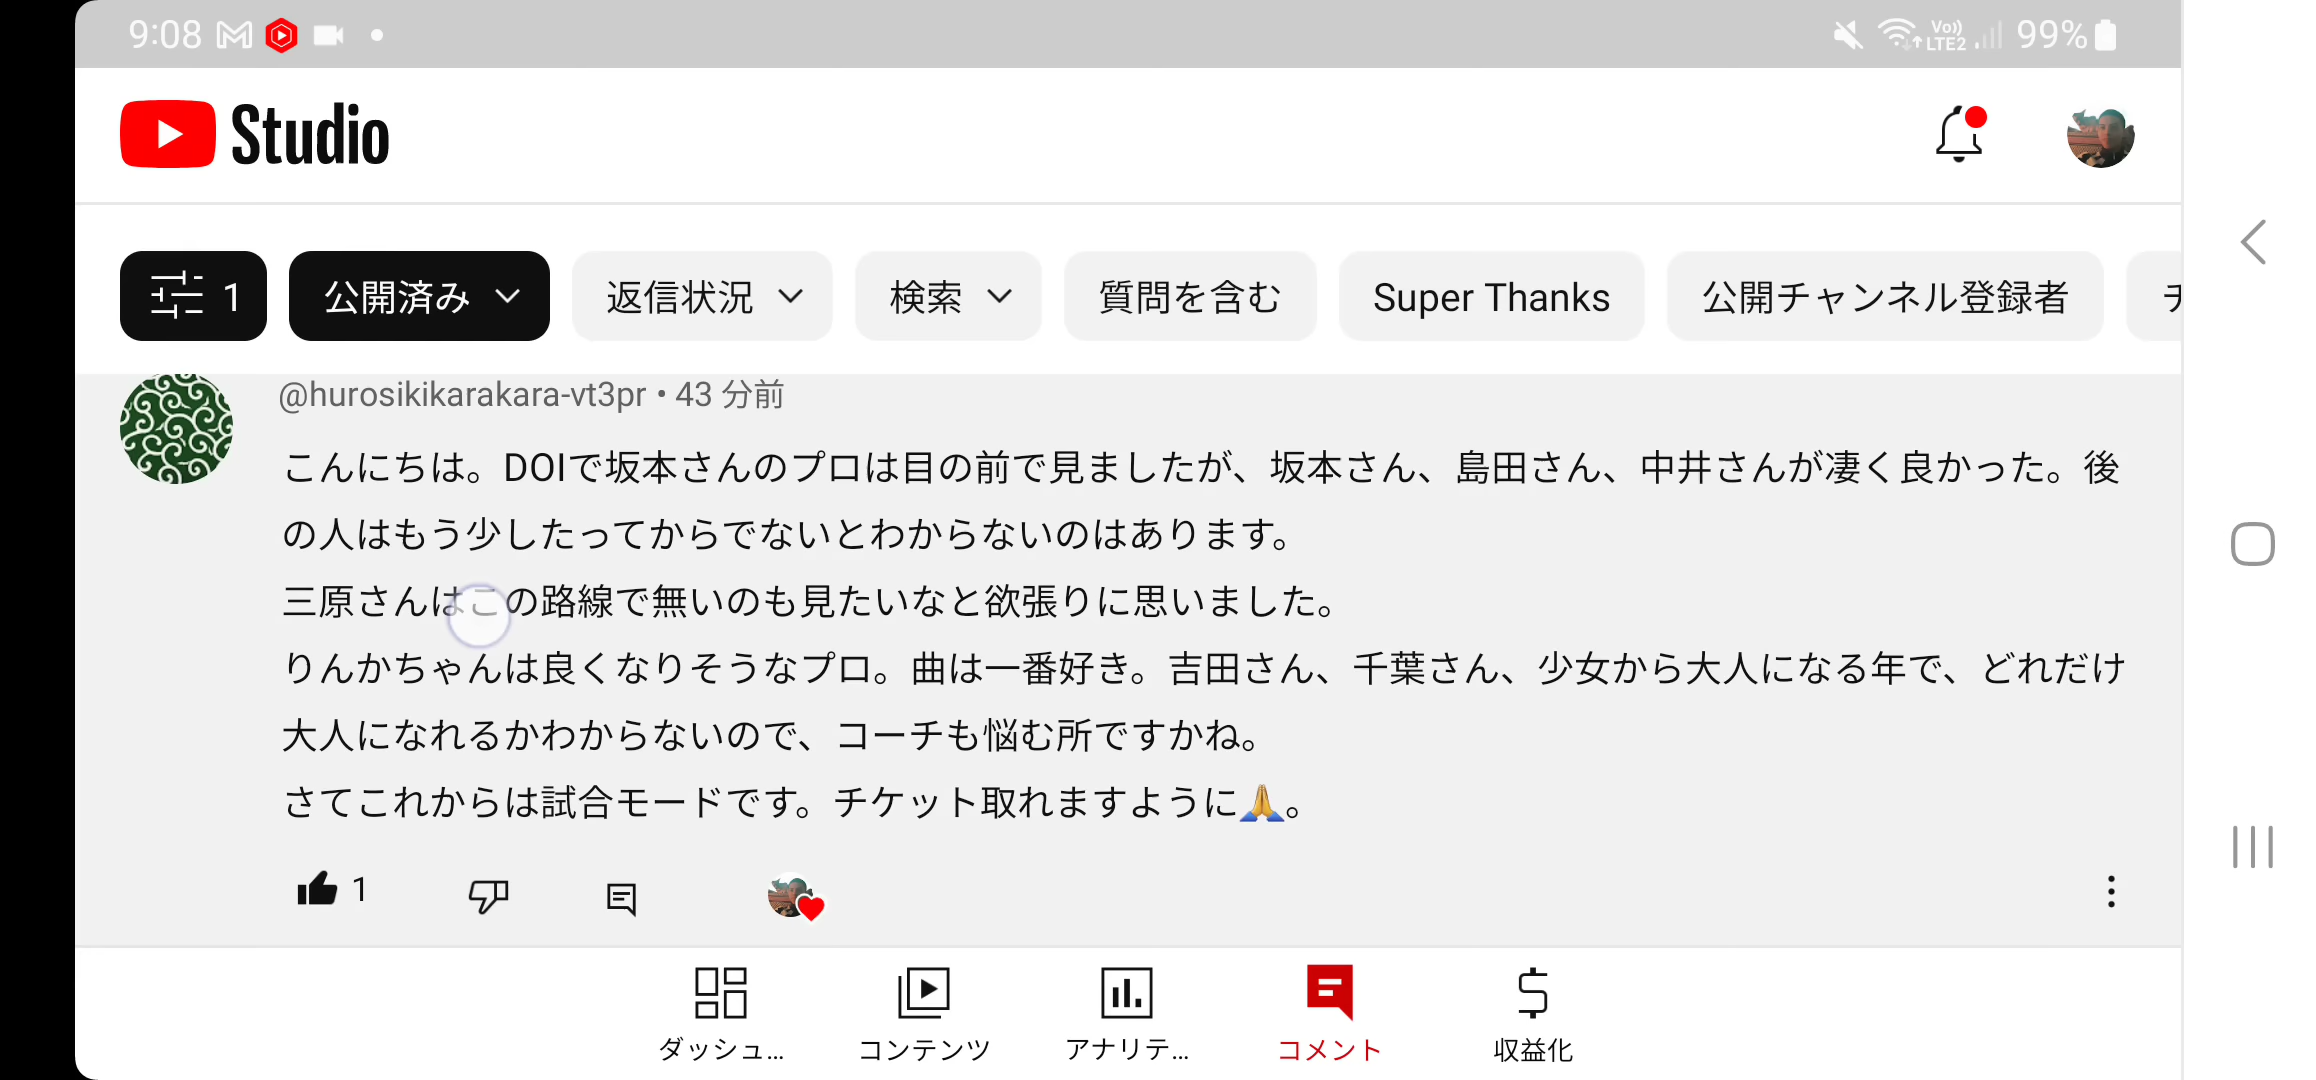 9:08
Vo)) LTE2
99%
Studio
1
公開済み
返信状況
検索
質問を含む
Super Thanks
公開チャンネル登録者
@hurosikikarakara-vt3pr • 43 分前
こんにちは。DOIで坂本さんのプロは目の前で見ましたが、坂本さん、島田さん、中井さんが凄く良かった。後
の人はもう少したってからでないとわからないのはあります。
三原さんはこの路線で無いのも見たいなと欲張りに思いました。
りんかちゃんは良くなりそうなプロ。曲は一番好き。吉田さん、千葉さん、少女から大人になる年で、どれだけ
大人になれるかわからないので、コーチも悩む所ですかね。
さてこれからは試合モードです。チケット取れますように🙏。
1
ダッシュ...
コンテンツ
アナリテ...
コメント
収益化